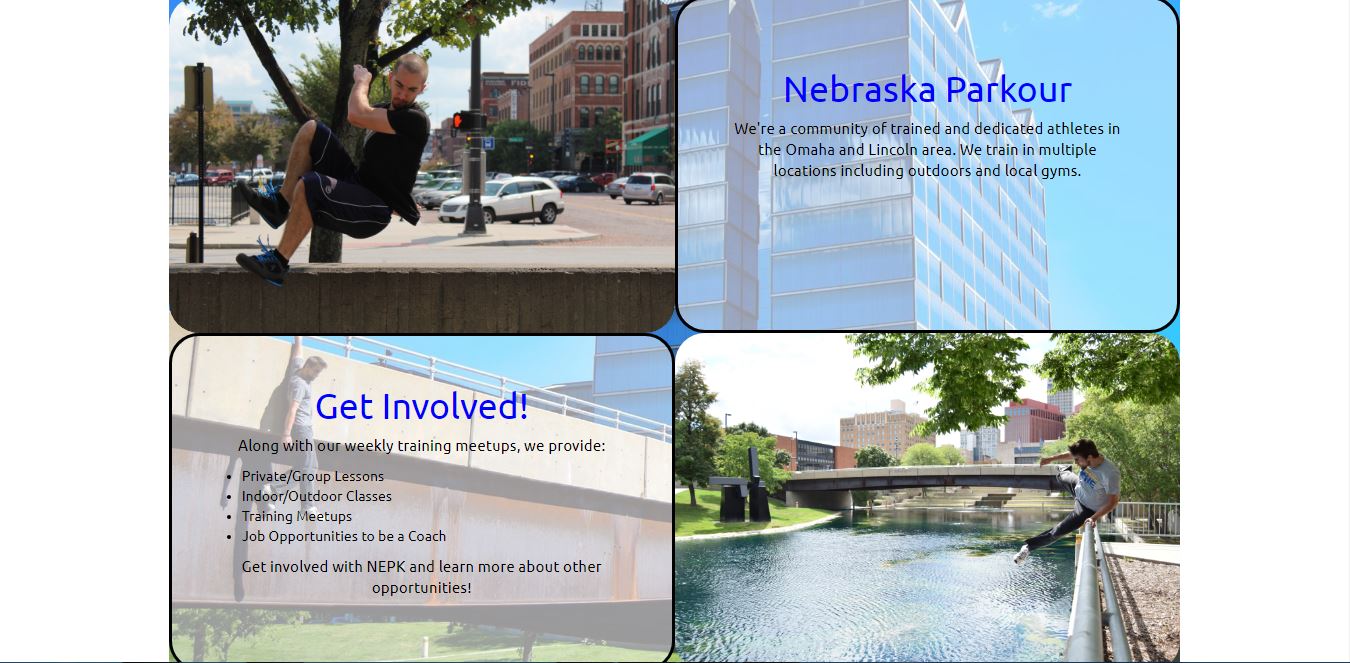 Nebraska Parkour
We're a community of trained and dedicated athletes in
the Omaha and Lincoln area. We train in multiple
locations including outdoors and local gyms.
Get Involved!
Along with our weekly training meetups, we provide:
Private/Group Lessons
Indoor/Outdoor Classes
Training Meetups
Job Opportunities to be a Coach
Get involved with NEPK and learn more about other
opportunities!